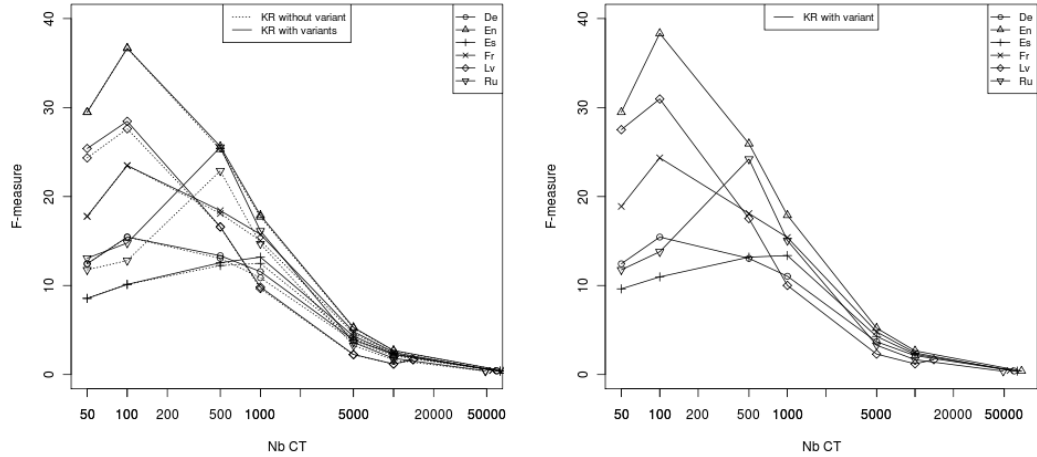 KR without variant
KR with variants
De
En
Es
Fr
Lv
Ru
F-measure
40
30
20
10
0
50 100 200 500 1000 5000 20000 50000
Nb CT
KR with variant
De
En
Es
Fr
Lv
Ru
F-measure
40
30
20
10
0
50 100 200 500 1000 5000 20000 50000
Nb CT